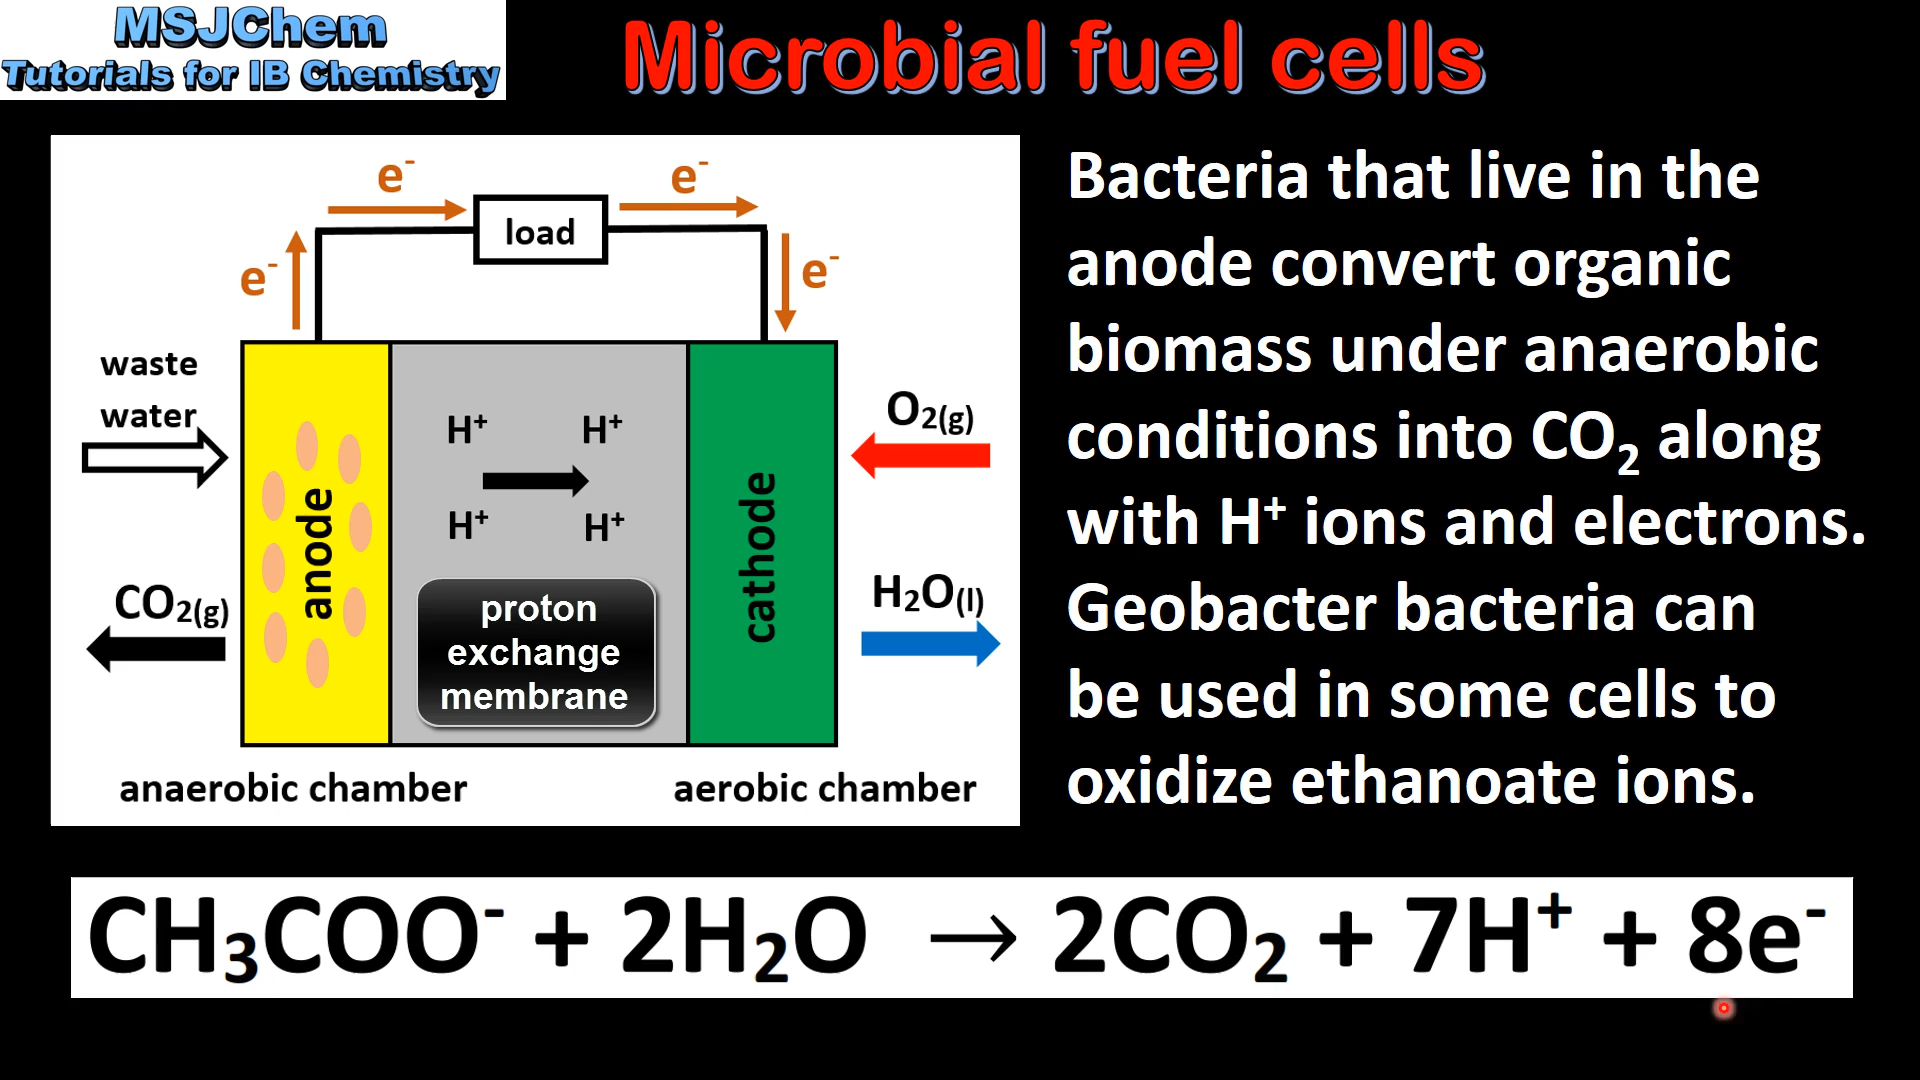 MSJChem
Tutorials for IB Chemistry
Microbial fuel cells
e⁻
e⁻
load
e⁻
e⁻
waste
water
O₂(g)
H⁺ H⁺
H⁺ H⁺
anode
cathode
CO₂(g)
H₂O(l)
proton
exchange
membrane
anaerobic chamber
aerobic chamber
Bacteria that live in the
anode convert organic
biomass under anaerobic
conditions into CO₂ along
with H⁺ ions and electrons.
Geobacter bacteria can
be used in some cells to
oxidize ethanoate ions.
CH₃COO⁻ + 2H₂O → 2CO₂ + 7H⁺ + 8e⁻